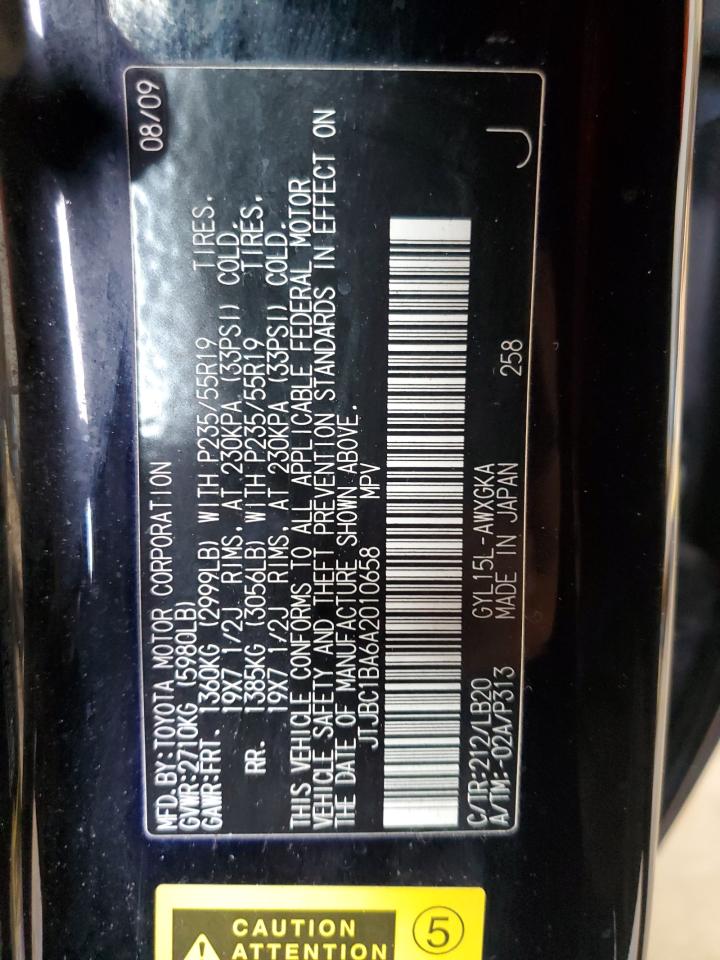 MFD.BY:TOYOTA MOTOR CORPORATION 08/09
GVWR:2710KG (5980LB)
GAWR:FRT. 1360KG (2999LB) WITH P235/55R19 TIRES.
19X7 1/2J RIMS, AT 230KPA (33PSI) COLD.
RR. 1385KG (3056LB) WITH P235/55R19 TIRES.
19X7 1/2J RIMS, AT 230KPA (33PSI) COLD.
THIS VEHICLE CONFORMS TO ALL APPLICABLE FEDERAL MOTOR
VEHICLE SAFETY AND THEFT PREVENTION STANDARDS IN EFFECT ON
THE DATE OF MANUFACTURE SHOWN ABOVE.
JTJBC1BA6A2010658 MPV
C/TR:212/LB20 GYL15L-AWXGKA
A/TM:-02A/P313 MADE IN JAPAN 258 J
CAUTION
ATTENTION
5